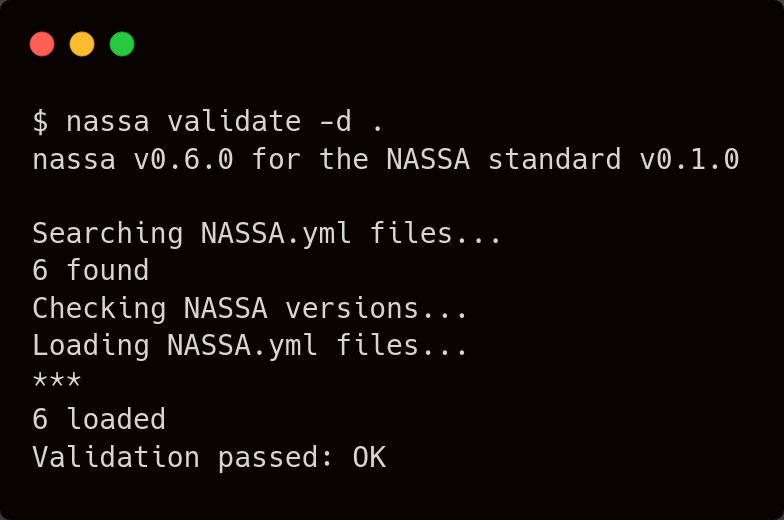 $ nassa validate -d .
nassa v0.6.0 for the NASSA standard v0.1.0
Searching NASSA.yml files...
6 found
Checking NASSA versions...
Loading NASSA.yml files...
***
6 loaded
Validation passed: OK